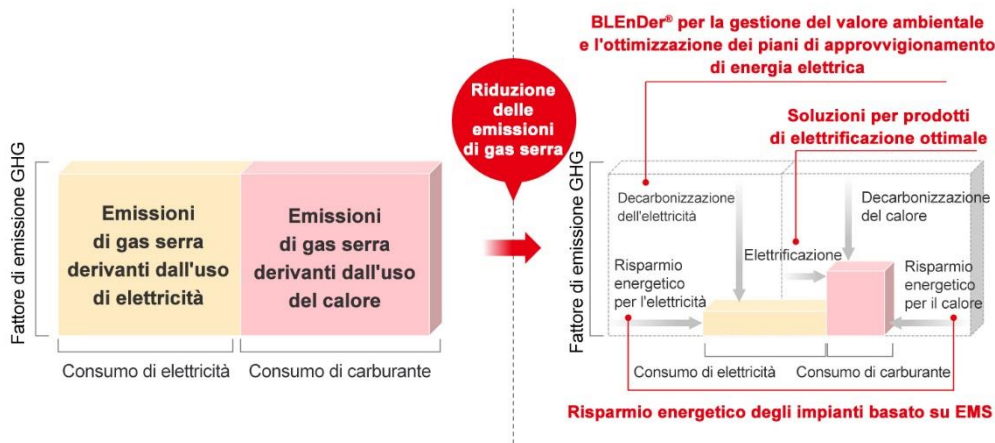 Fattore di emissione GHG
Emissioni
di gas serra
derivanti dall'uso
di elettricità
Emissioni
di gas serra
derivanti dall'uso
del calore
Consumo di elettricità
Consumo di carburante
Riduzione
delle
emissioni
di gas serra
BLEnDer® per la gestione del valore ambientale
e l'ottimizzazione dei piani di approvvigionamento
di energia elettrica
Soluzioni per prodotti
di elettrificazione ottimale
Fattore di emissione GHG
Decarbonizzazione
dell'elettricità
Decarbonizzazione
del calore
Elettrificazione
Risparmio
energetico
per l'elettricità
Risparmio
energetico
per il calore
Consumo di elettricità
Consumo di carburante
Risparmio energetico degli impianti basato su EMS